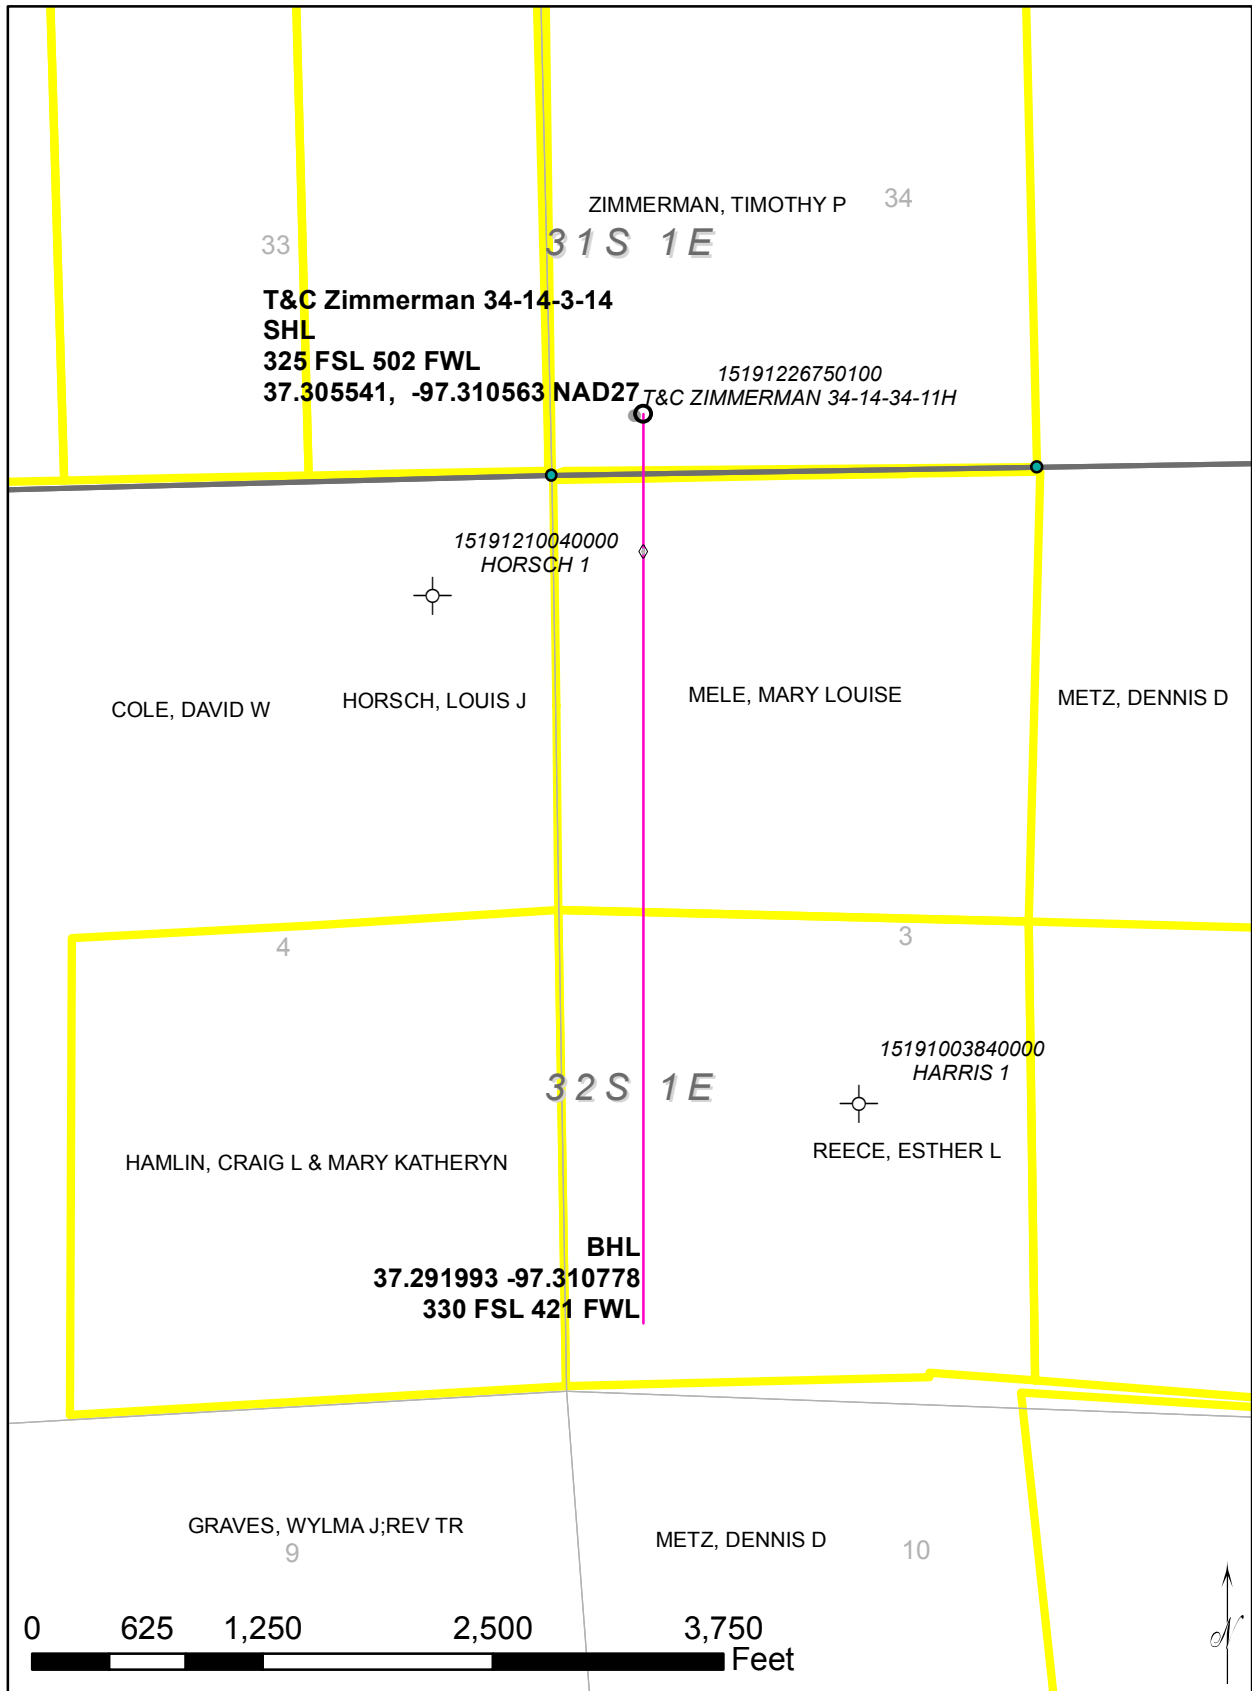 ZIMMERMAN, TIMOTHY P
34
33
31S 1E
T&C Zimmerman 34-14-3-14
SHL
325 FSL 502 FWL
37.305541, -97.310563 NAD27
15191226750100
T&C ZIMMERMAN 34-14-34-11H
15191210040000
HORSCH 1
COLE, DAVID W
HORSCH, LOUIS J
MELE, MARY LOUISE
METZ, DENNIS D
4
3
15191003840000
HARRIS 1
32S 1E
HAMLIN, CRAIG L & MARY KATHERYN
REECE, ESTHER L
BHL
37.291993 -97.310778
330 FSL 421 FWL
GRAVES, WYLMA J;REV TR
9
METZ, DENNIS D
10
0 625 1,250 2,500 3,750
Feet
N